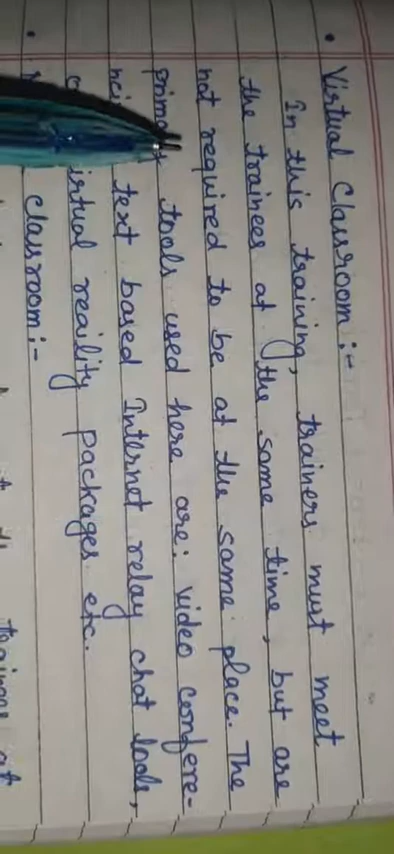 • Virtual Classroom :-
In this training, trainers must meet
the trainees at the same time, but are
not required to be at the same place. The
tools used here are: video confere-
text based Internet relay chat tools,
reality packages etc.
• classroom :-